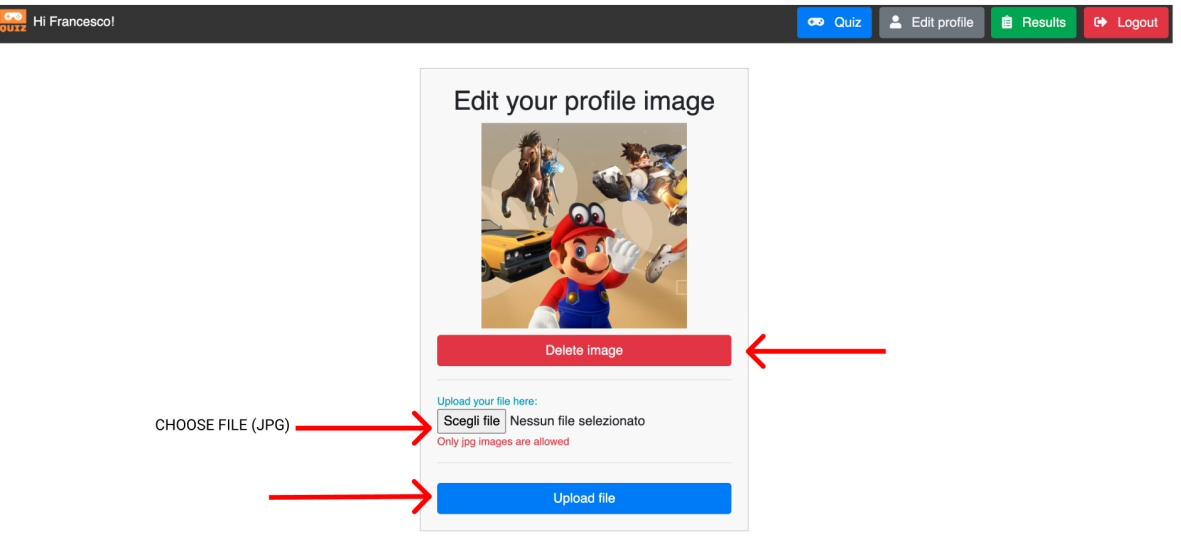 QUIZ
Hi Francesco!
Quiz
Edit profile
Results
Logout
Edit your profile image
Delete image
Upload your file here:
CHOOSE FILE (JPG)
Scegli file Nessun file selezionato
Only jpg images are allowed
Upload file